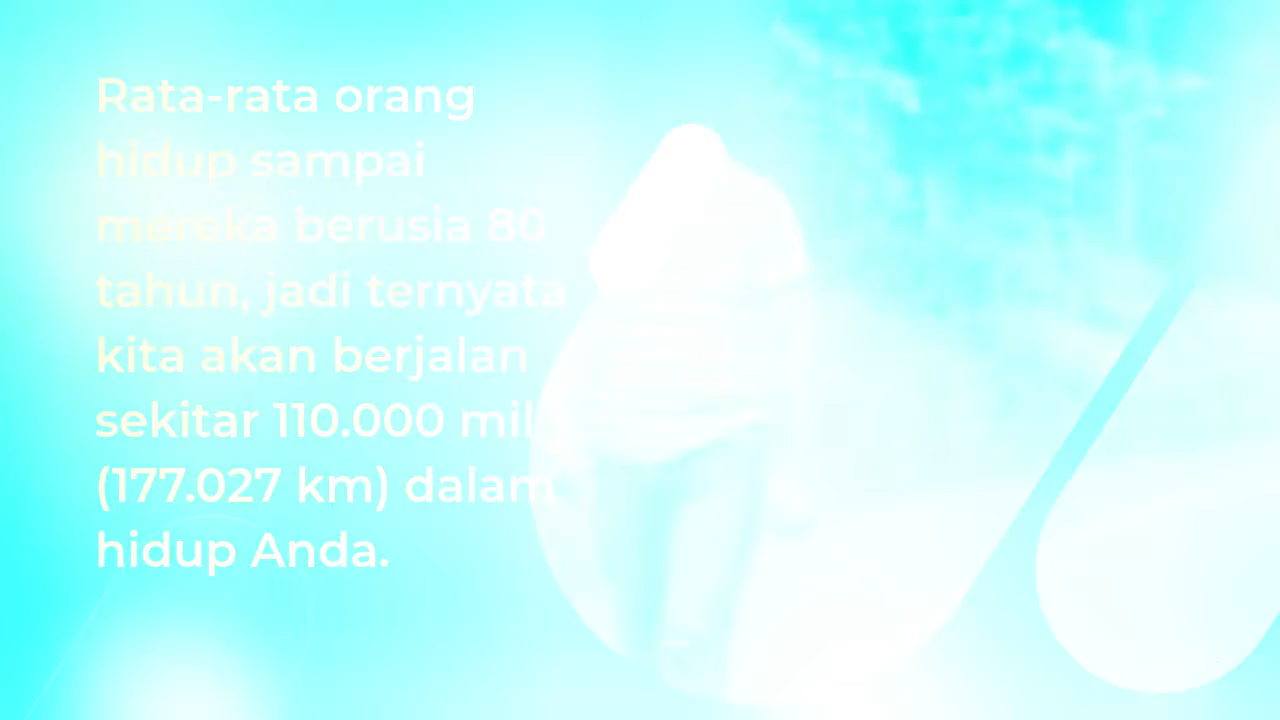 Rata-rata orang
hidup sampai
mereka berusia 80
tahun, jadi ternyata
kita akan berjalan
sekitar 110.000 mil
(177.027 km) dalam
hidup Anda.